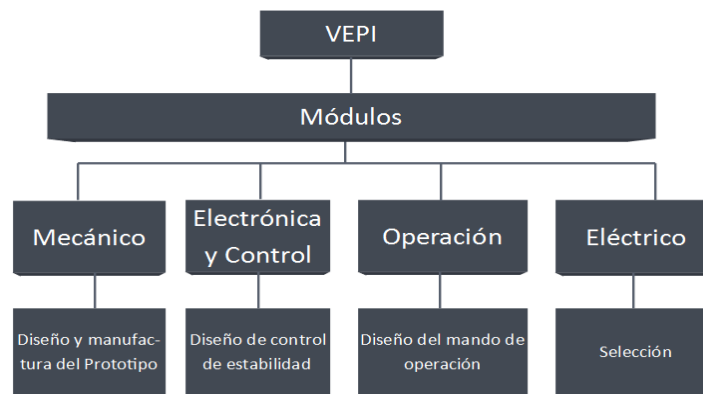 VEPI
Módulos
Mecánico
Electrónica
y Control
Operación
Eléctrico
Diseño y manufac-
tura del Prototipo
Diseño de control
de estabilidad
Diseño del mando de
operación
Selección